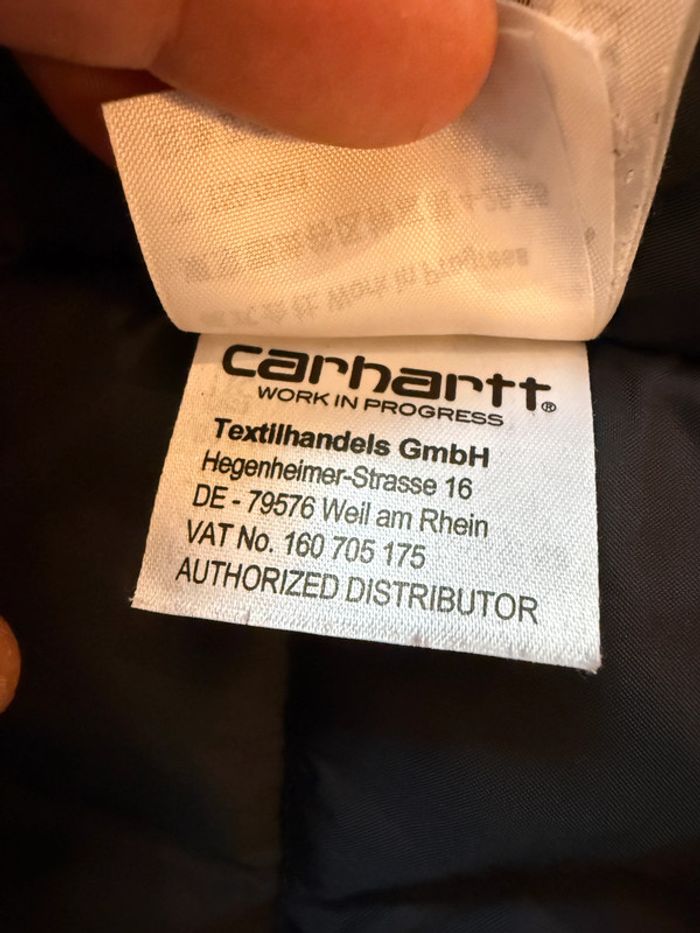 carhartt®
WORK IN PROGRESS
Textilhandels GmbH
Hegenheimer-Strasse 16
DE - 79576 Weil am Rhein
VAT No. 160 705 175
AUTHORIZED DISTRIBUTOR